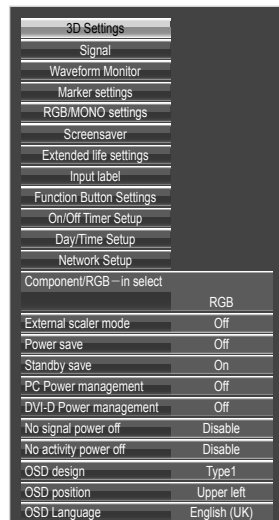 3D Settings
Signal
Waveform Monitor
Marker settings
RGB/MONO settings
Screensaver
Extended life settings
Input label
Function Button Settings
On/Off Timer Setup
Day/Time Setup
Network Setup
Component/RGB－in select
RGB
External scaler mode Off
Power save Off
Standby save On
PC Power management Off
DVI-D Power management Off
No signal power off Disable
No activity power off Disable
OSD design Type1
OSD position Upper left
OSD Language English (UK)